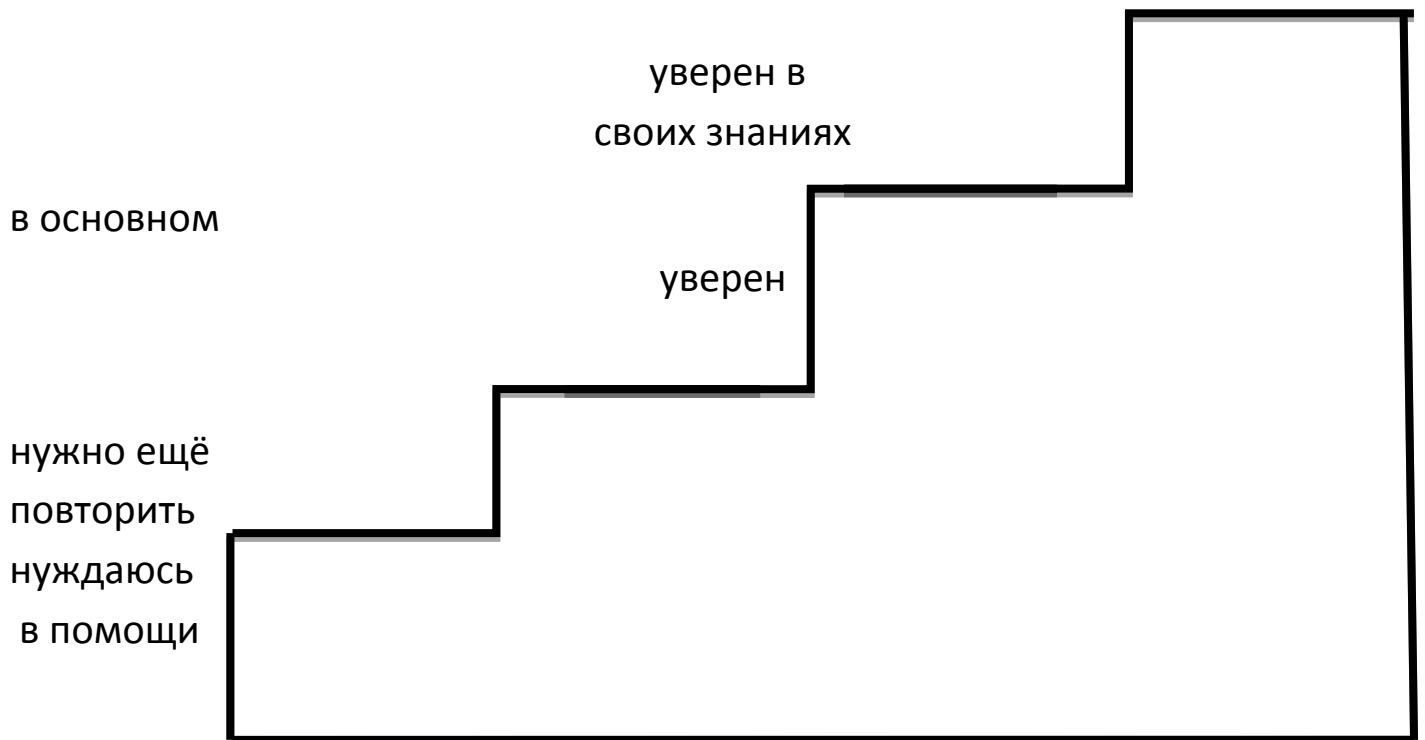 уверен в
своих знаниях
в основном
уверен
нужно ещё
повторить
нуждаюсь
в помощи